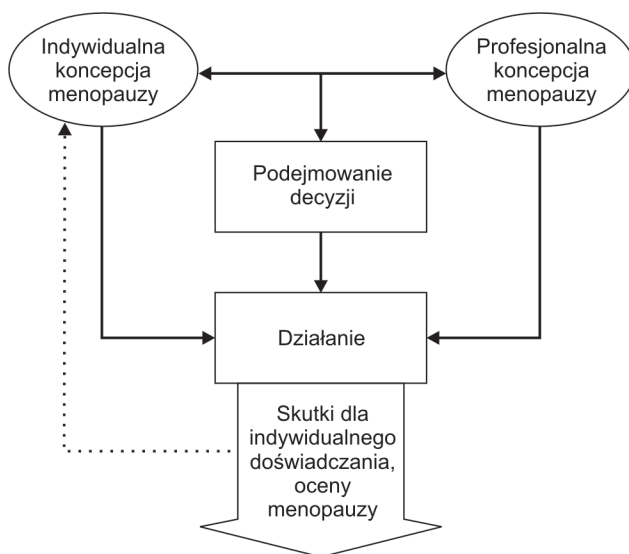 Indywidualna
koncepcja
menopauzy
Profesjonalna
koncepcja
menopauzy
Podejmowanie
decyzji
Działanie
Skutki dla
indywidualnego
doświadczania,
oceny
menopauzy